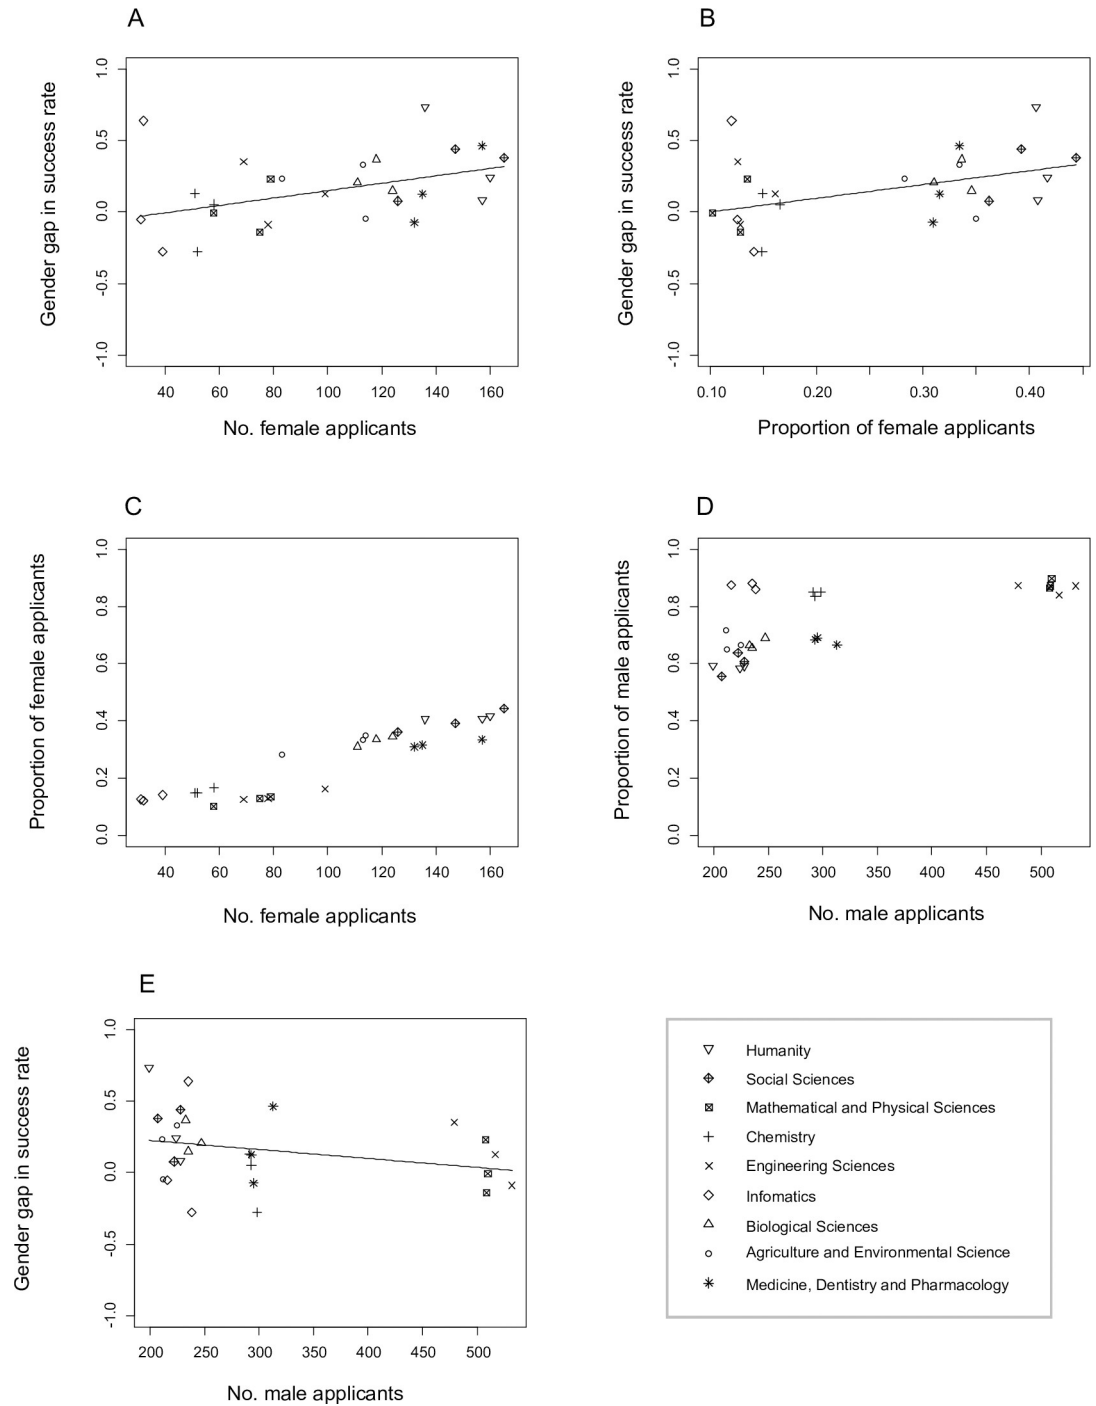 A
Gender gap in success rate
1.0
0.5
0.0
-0.5
-1.0
40 60 80 100 120 140 160
No. female applicants
B
Gender gap in success rate
1.0
0.5
0.0
-0.5
-1.0
0.10 0.20 0.30 0.40
Proportion of female applicants
C
Proportion of female applicants
1.0
0.8
0.6
0.4
0.2
0.0
40 60 80 100 120 140 160
No. female applicants
D
Proportion of male applicants
1.0
0.8
0.6
0.4
0.2
0.0
200 250 300 350 400 450 500
No. male applicants
E
Gender gap in success rate
1.0
0.5
0.0
-0.5
-1.0
200 250 300 350 400 450 500
No. male applicants
Humanity
Social Sciences
Mathematical and Physical Sciences
Chemistry
Engineering Sciences
Infomatics
Biological Sciences
Agriculture and Environmental Science
Medicine, Dentistry and Pharmacology